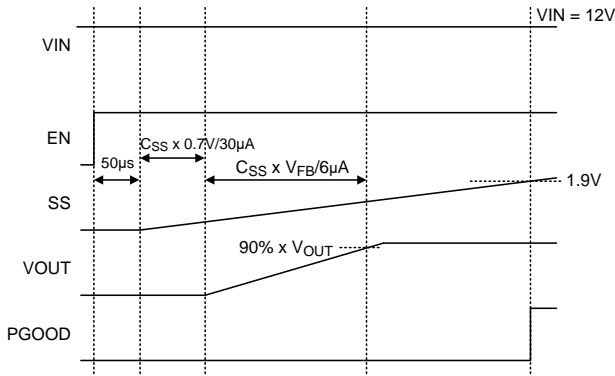 VIN = 12V
VIN
EN
CSS x 0.7V/30µA
50µs
CSS x VFB/6µA
SS
1.9V
90% x VOUT
VOUT
PGOOD